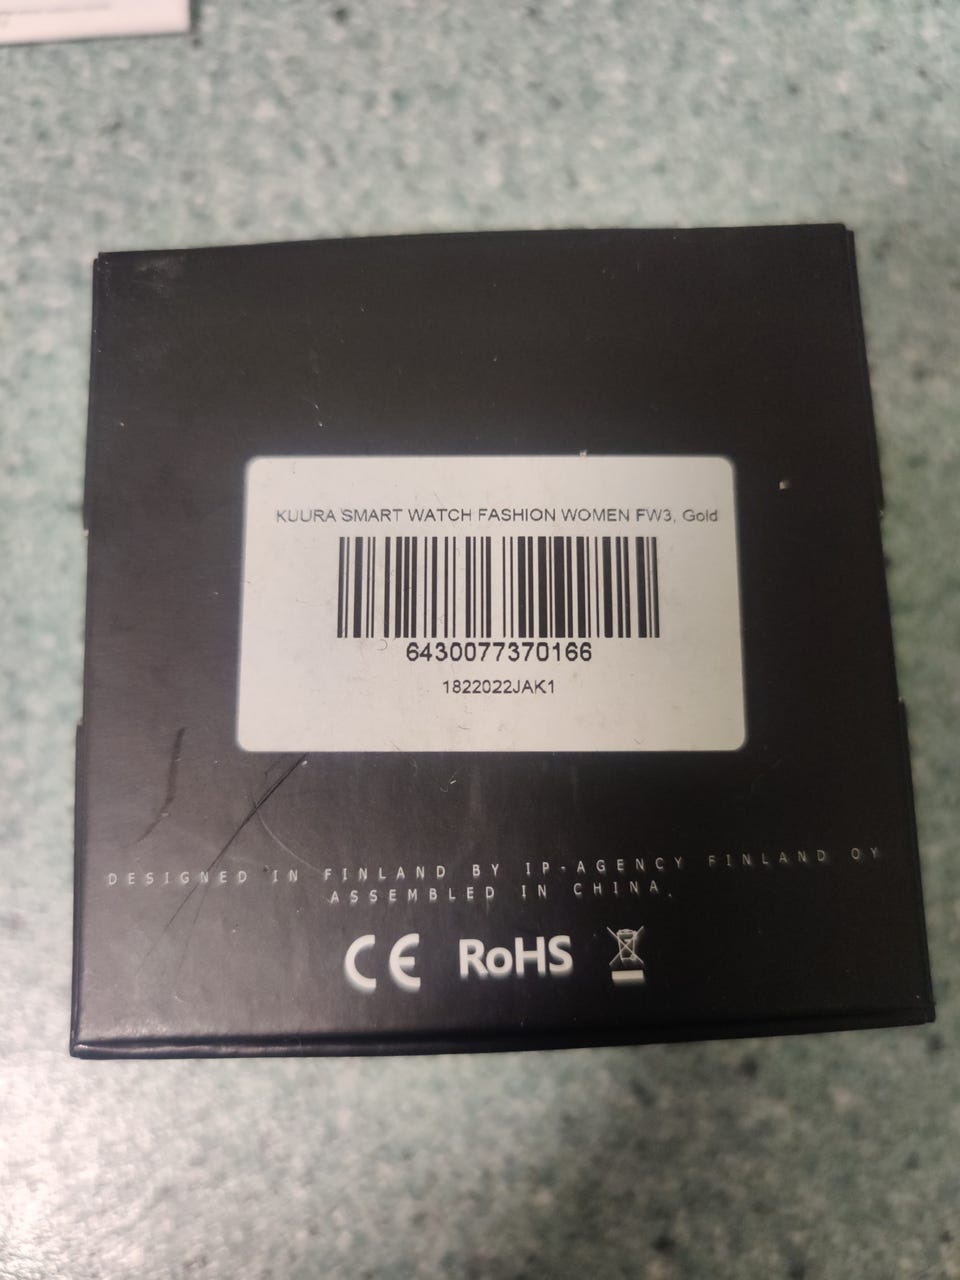 KUURA SMART WATCH FASHION WOMEN FW3, Gold
6430077370166
1822022JAK1
DESIGNED IN FINLAND BY IP-AGENCY FINLAND OY
ASSEMBLED IN CHINA.
CE RoHS